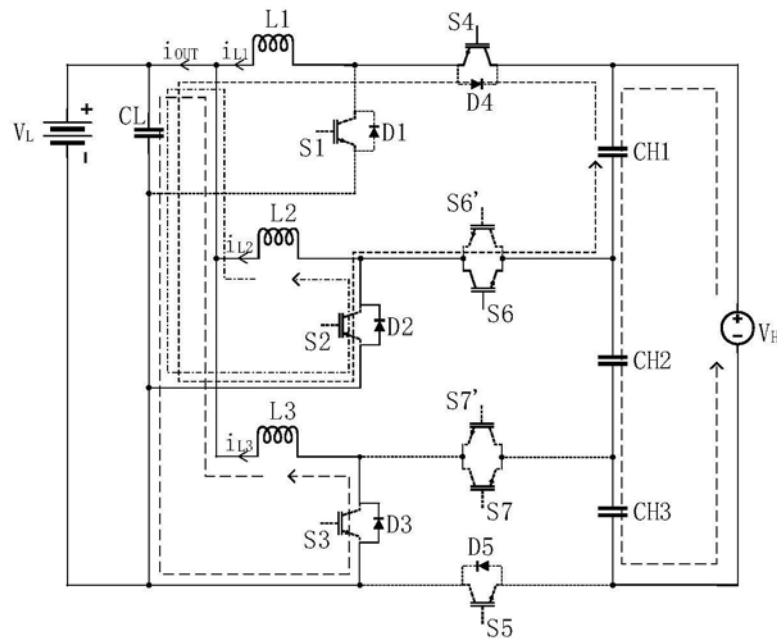 L1
S4
iOUT
iL1
D4
CL
VL
+
-
S1
D1
CH1
L2
S6'
iL2
S6
S2
D2
+
-
VH
CH2
L3
S7'
iL3
S7
S3
D3
CH3
D5
S5